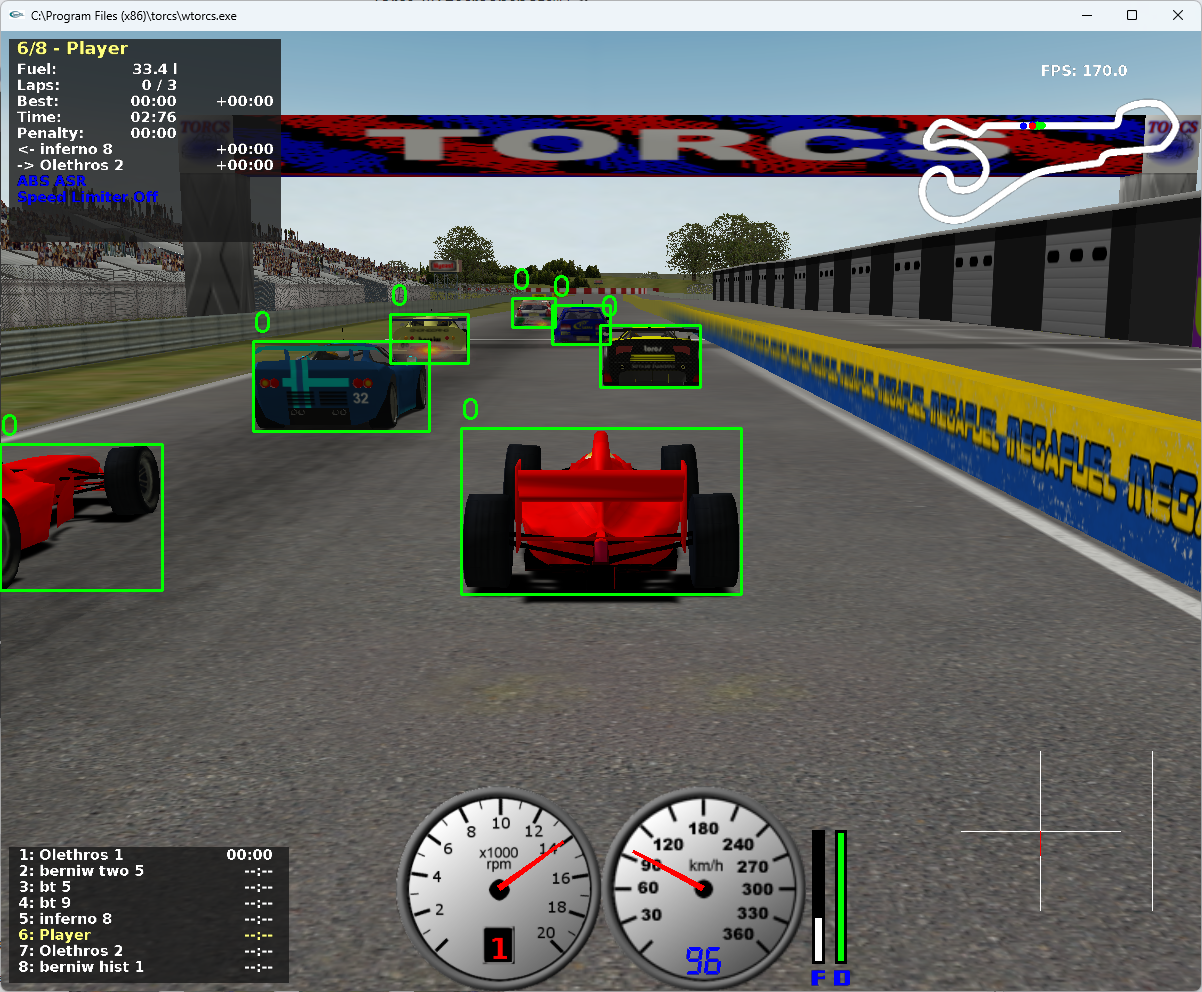 C:\Program Files (x86)\torcs\wtorcs.exe
6/8 - Player
Fuel: 33.4 l
Laps: 0 / 3
Best: 00:00 +00:00
Time: 02:76
Penalty: 00:00
<- inferno 8 +00:00
-> Olethros 2 +00:00
ABS ASR
Speed Limiter Off
FPS: 170.0
TORCS
TORCS
TORCS
0
0
0
0
0
32
torcs
0
0
MEGAFUEL MEGAFUEL MEGAFUEL MEGAFUEL
1: Olethros 1 00:00
2: berniw two 5 --:--
3: bt 5 --:--
4: bt 9 --:--
5: inferno 8 --:--
6: Player --:--
7: Olethros 2 --:--
8: berniw hist 1 --:--
2 4 6 8 10 12 14 16 18 20
x1000
rpm
1
30 60 90 120 180 240 270 300 330 360
km/h
96
F D